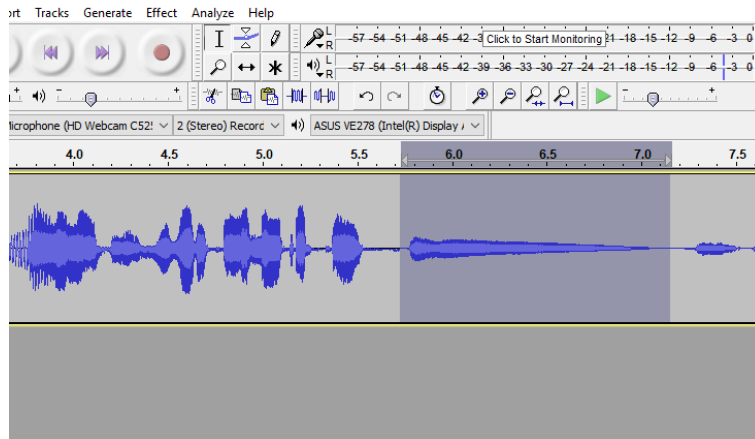 ort Tracks Generate Effect Analyze Help
L R -57 -54 -51 -48 -45 -42 -3 Click to Start Monitoring 21 -18 -15 -12 -9 -6 -3 0
L R -57 -54 -51 -48 -45 -42 -39 -36 -33 -30 -27 -24 -21 -18 -15 -12 -9 -6 -3 0
Microphone (HD Webcam C52! 2 (Stereo) Record ASUS VE278 (Intel(R) Display A
4.0 4.5 5.0 5.5 6.0 6.5 7.0 7.5